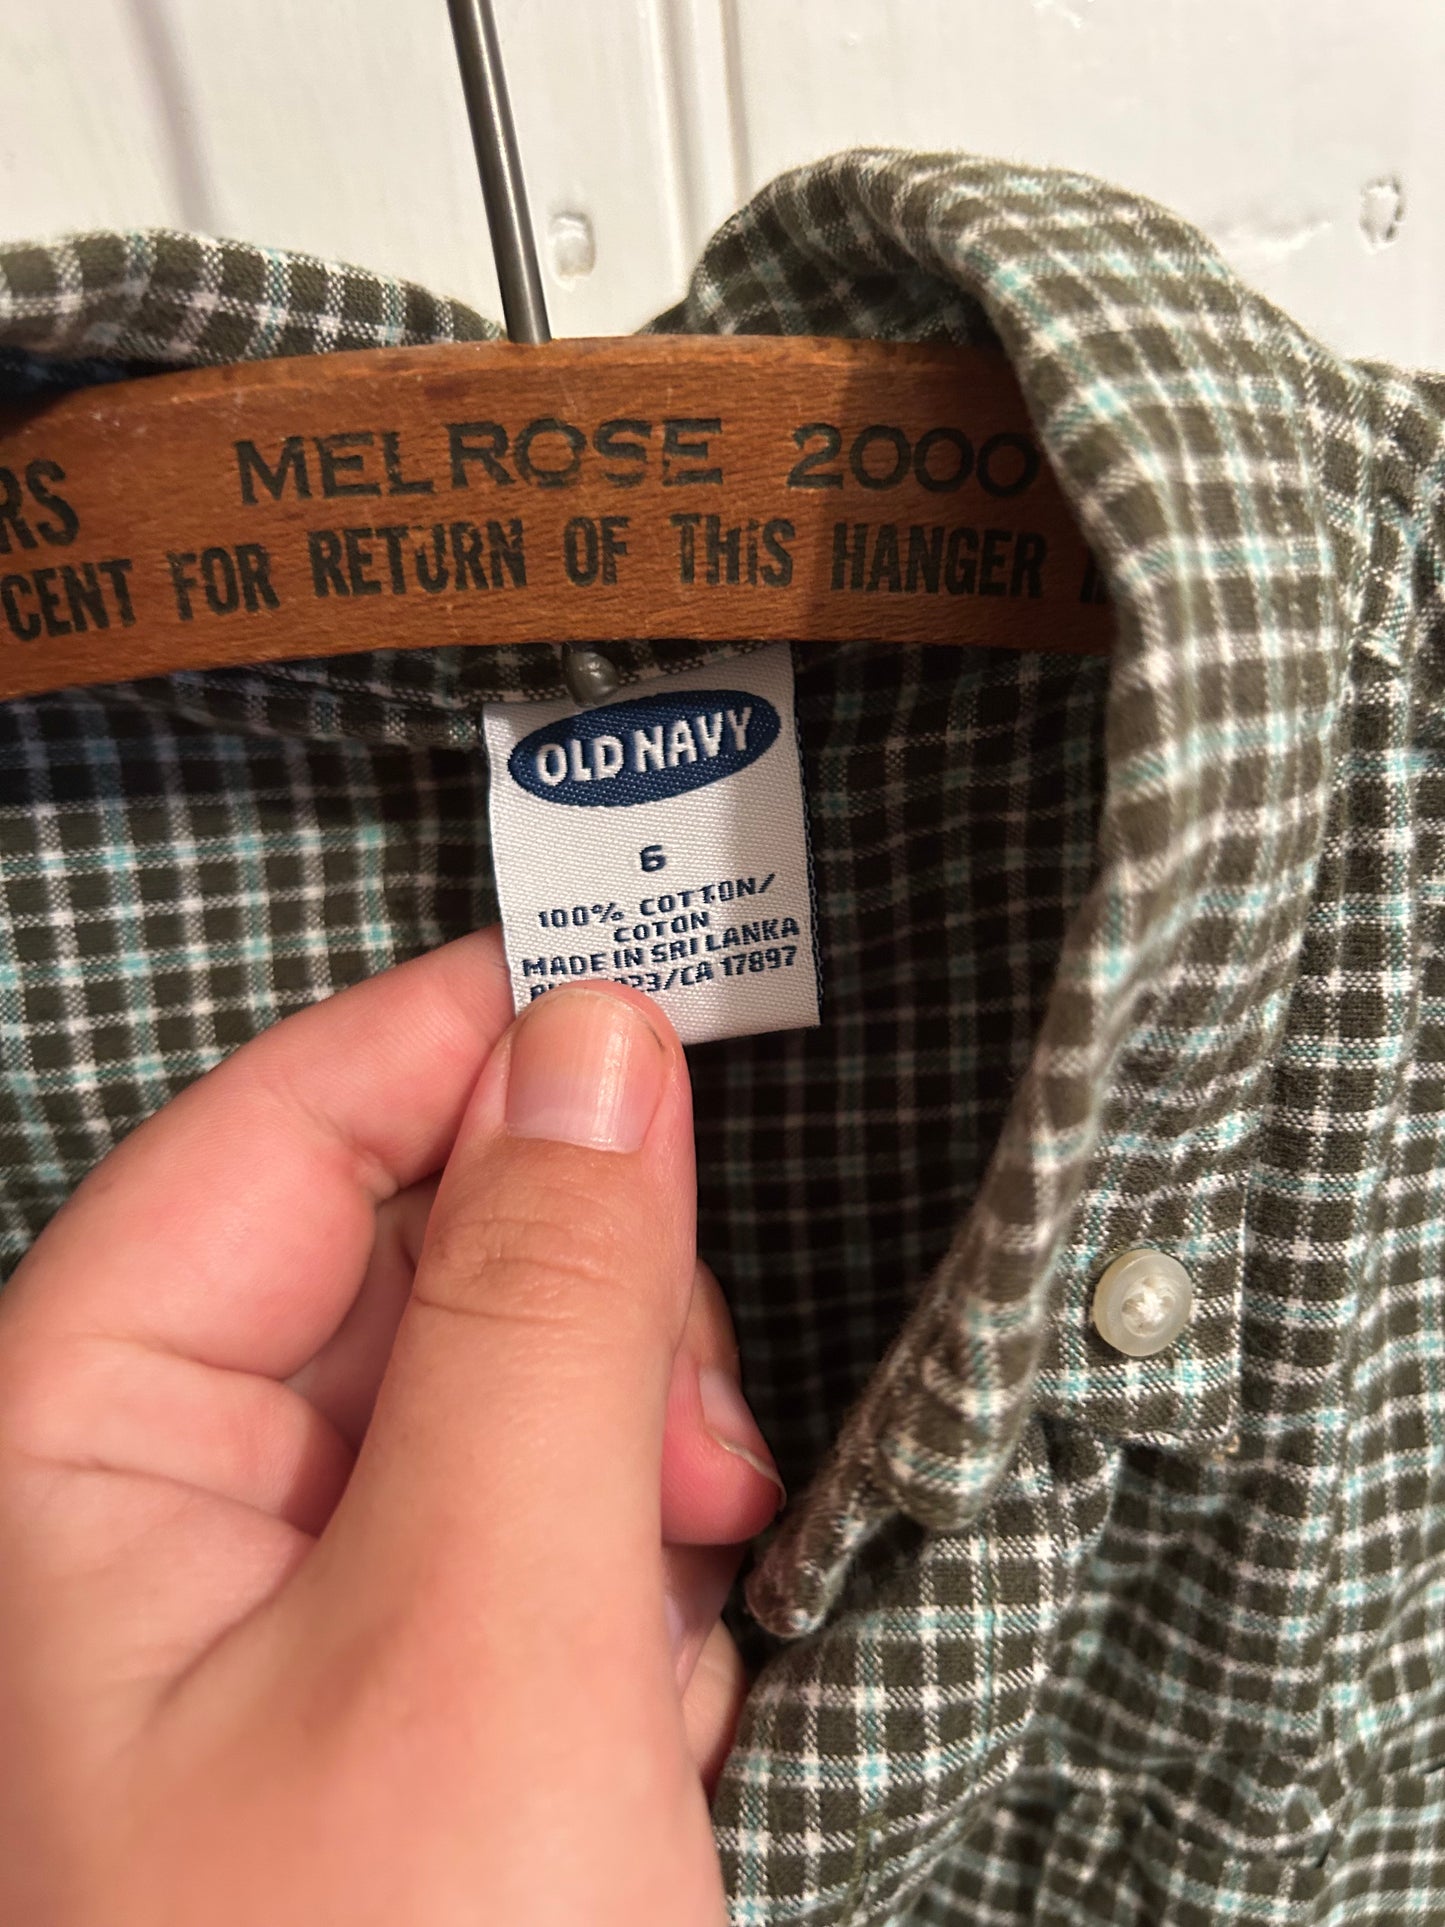 RS MELROSE 2000
CENT FOR RETURN OF THIS HANGER
OLD NAVY
6
100% COTTON/
COTON
MADE IN SRI LANKA
23/CA 17897